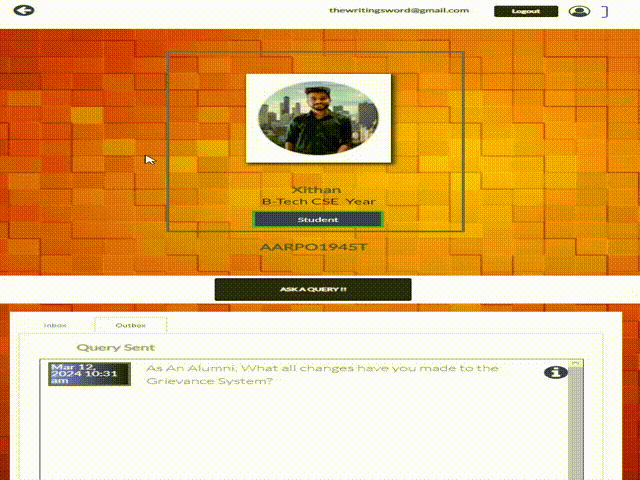 thewritingsword@gmail.com Logout
Xithan
B-Tech CSE Year
Student
AARPO1945T
ASK A QUERY !!
Inbox Outbox
Query Sent
Mar 12,
2024 10:31
am
As An Alumni, What all changes have you made to the
Grievance System?